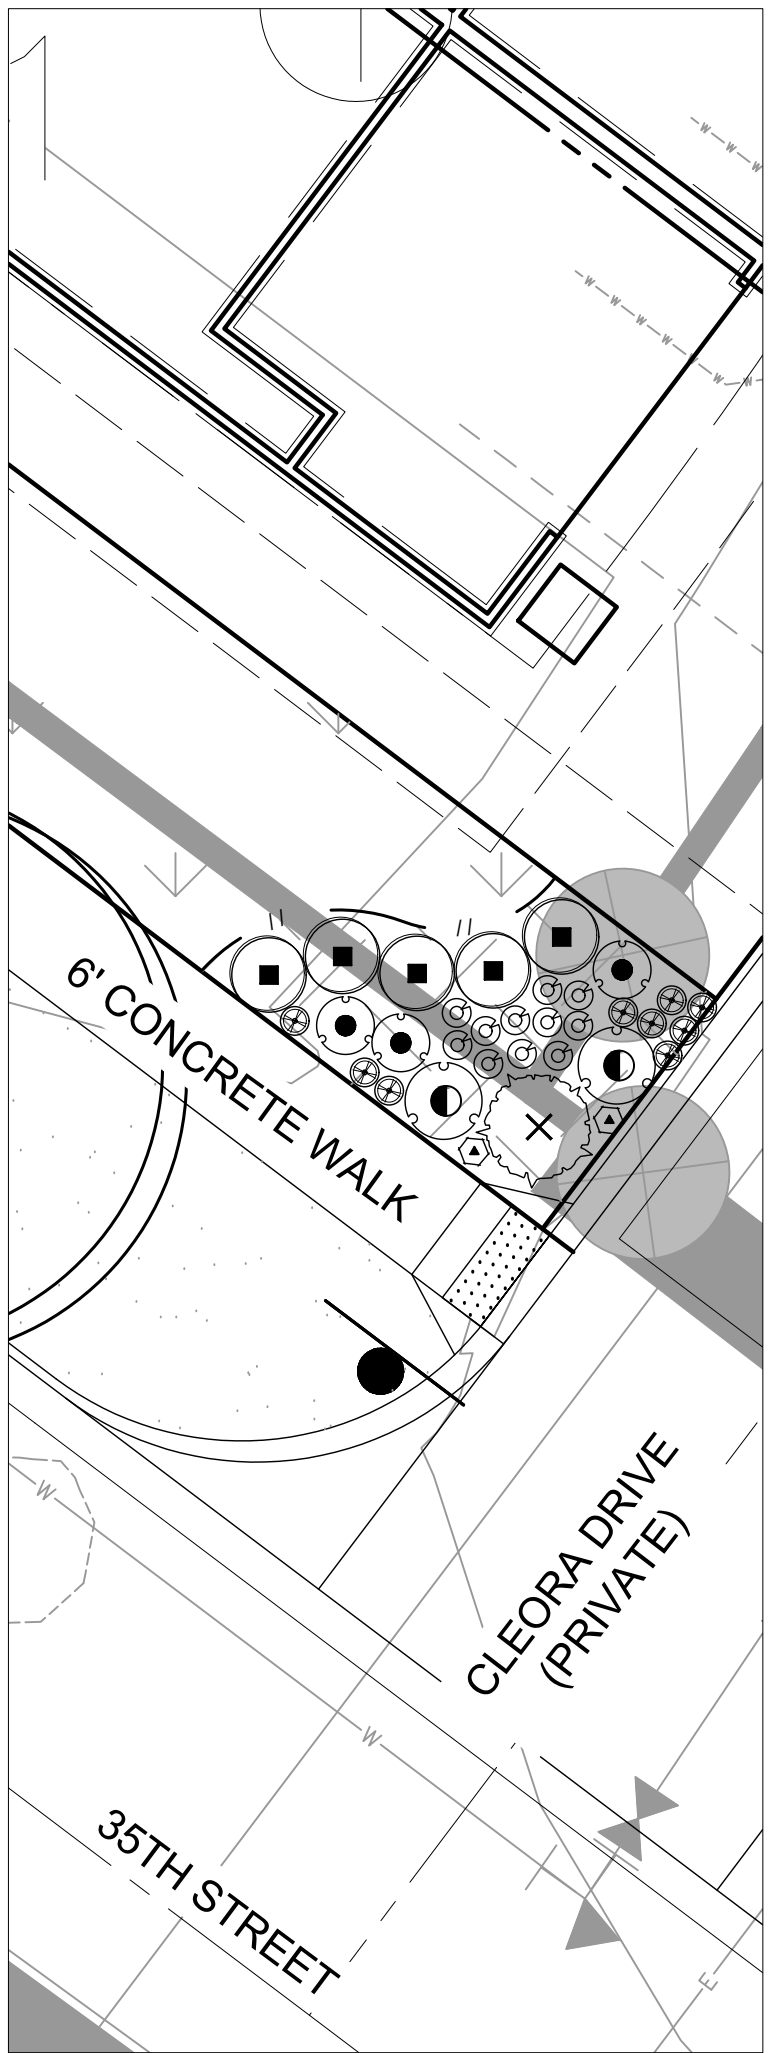 W W W W
W W W W W W
6' CONCRETE WALK
W
CLEORA DRIVE
(PRIVATE)
W
35TH STREET
E